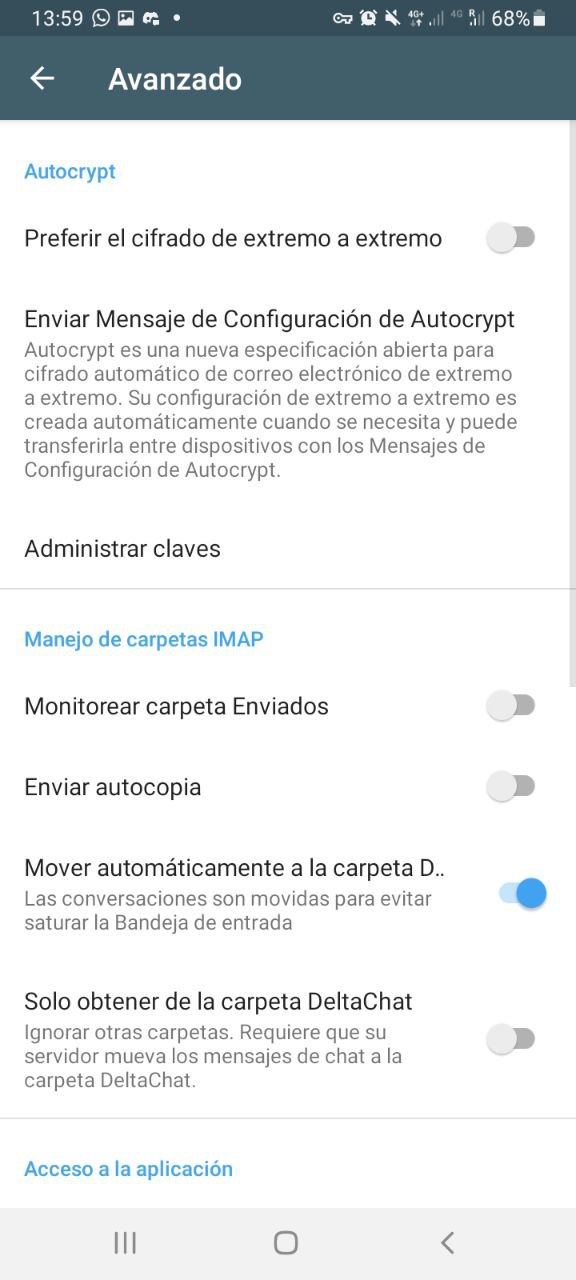 13:59
4G+ 4G R 68%
Avanzado
Autocrypt
Preferir el cifrado de extremo a extremo
Enviar Mensaje de Configuración de Autocrypt
Autocrypt es una nueva especificación abierta para
cifrado automático de correo electrónico de extremo
a extremo. Su configuración de extremo a extremo es
creada automáticamente cuando se necesita y puede
transferirla entre dispositivos con los Mensajes de
Configuración de Autocrypt.
Administrar claves
Manejo de carpetas IMAP
Monitorear carpeta Enviados
Enviar autocopia
Mover automáticamente a la carpeta D..
Las conversaciones son movidas para evitar
saturar la Bandeja de entrada
Solo obtener de la carpeta DeltaChat
Ignorar otras carpetas. Requiere que su
servidor mueva los mensajes de chat a la
carpeta DeltaChat.
Acceso a la aplicación